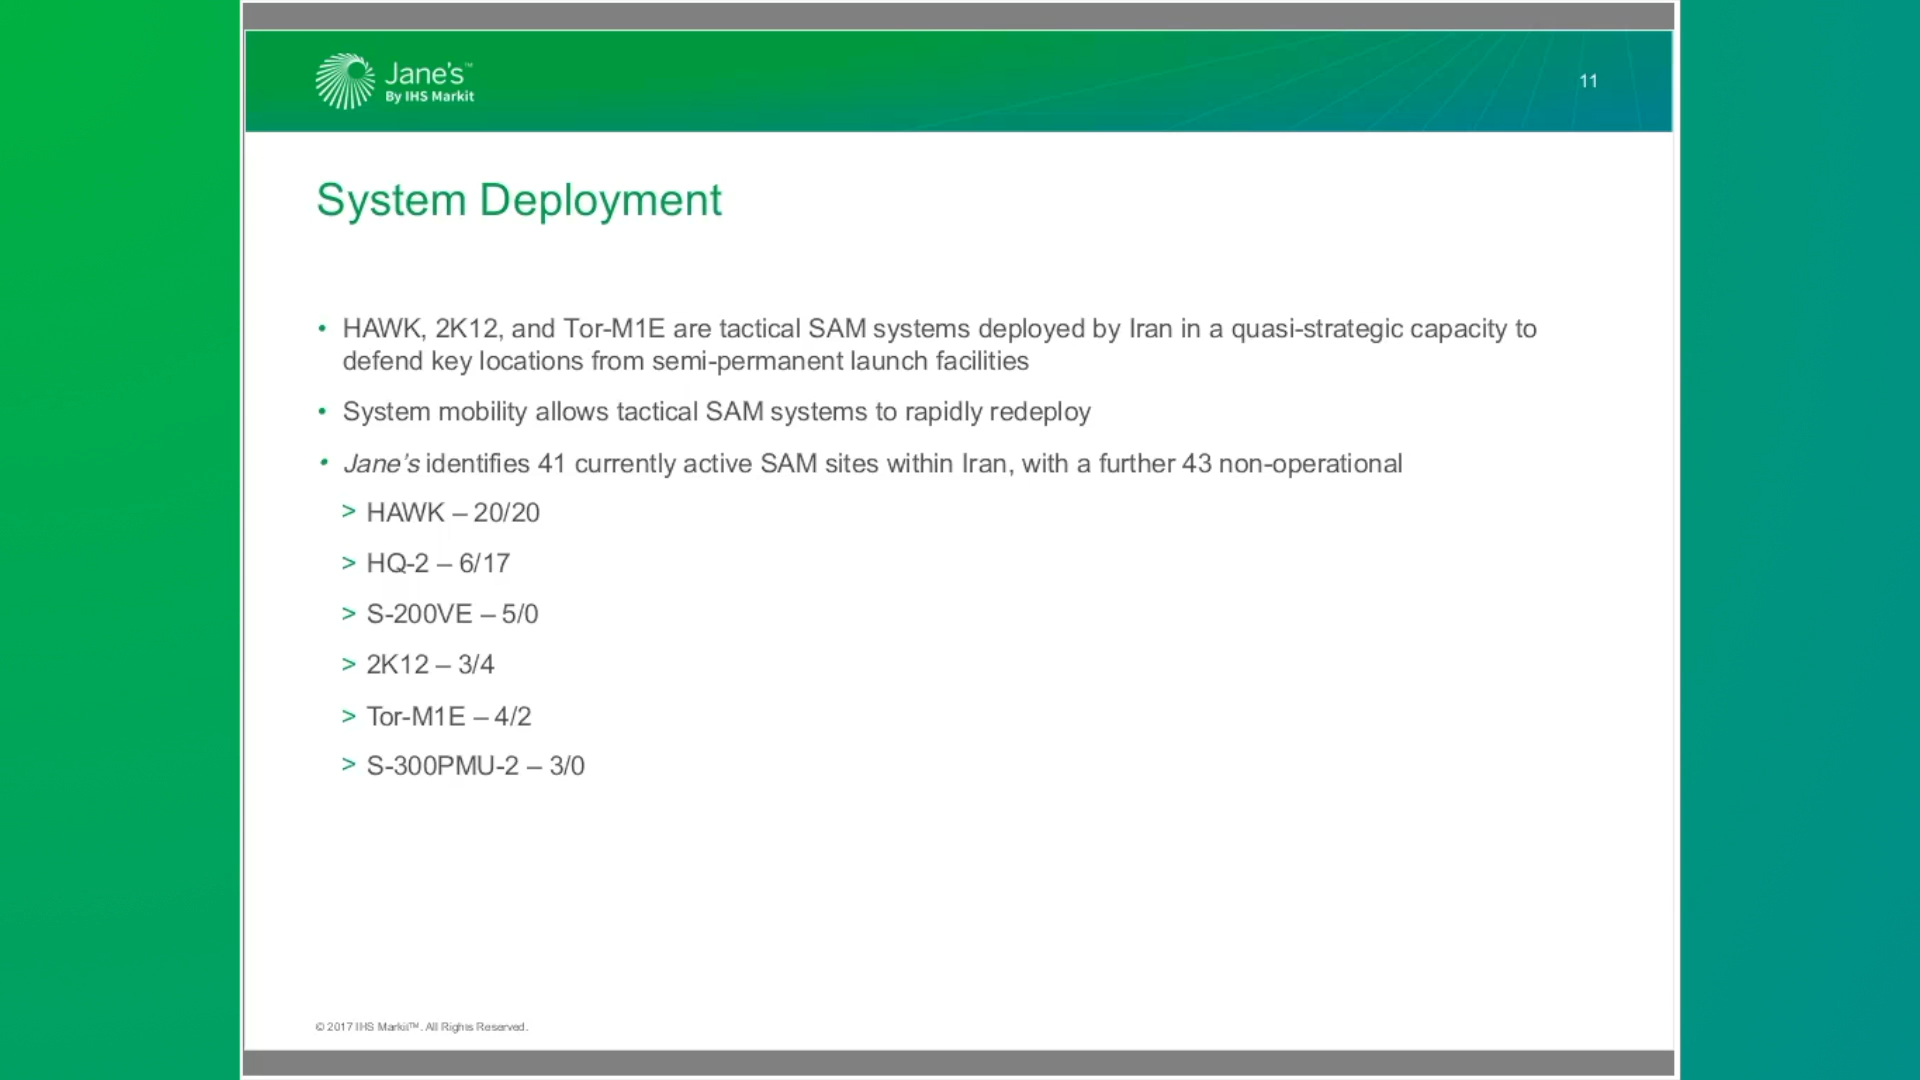 Jane's™
By IHS Markit
11
System Deployment
• HAWK, 2K12, and Tor-M1E are tactical SAM systems deployed by Iran in a quasi-strategic capacity to
defend key locations from semi-permanent launch facilities
• System mobility allows tactical SAM systems to rapidly redeploy
• Jane's identifies 41 currently active SAM sites within Iran, with a further 43 non-operational
> HAWK – 20/20
> HQ-2 – 6/17
> S-200VE – 5/0
> 2K12 – 3/4
> Tor-M1E – 4/2
> S-300PMU-2 – 3/0
© 2017 IHS Markit™. All Rights Reserved.